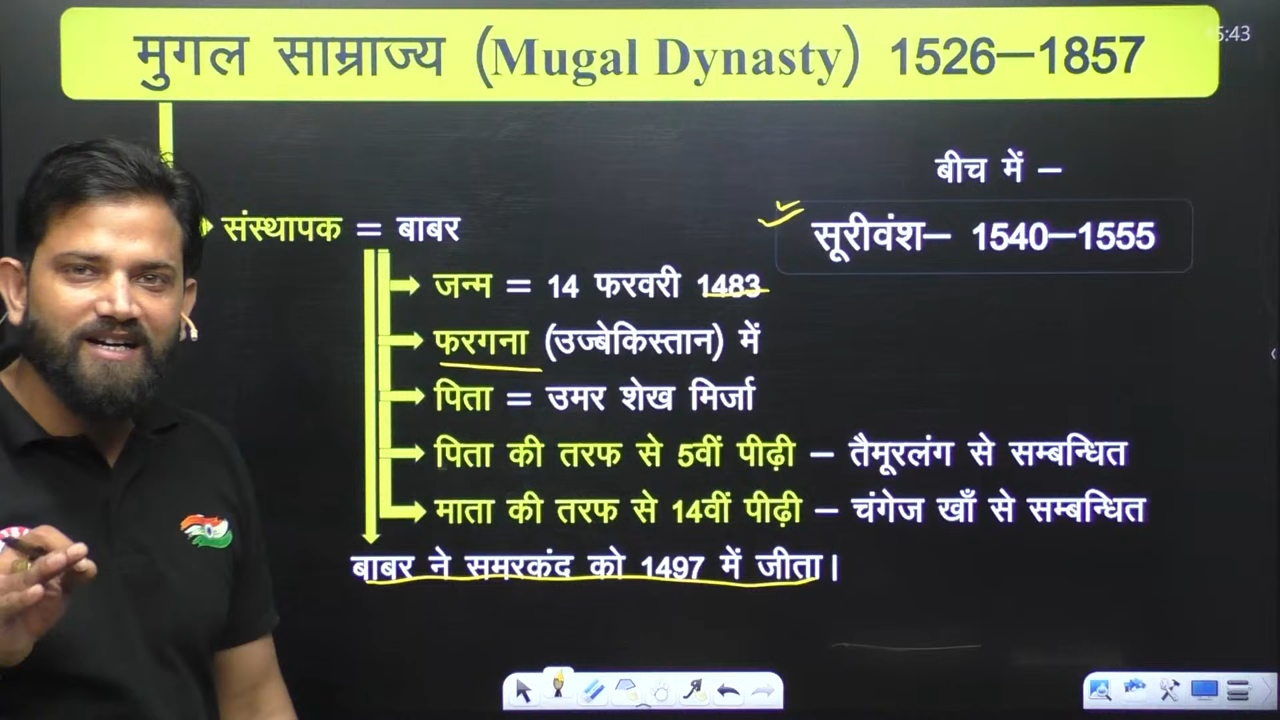 मुगल साम्राज्य (Mugal Dynasty) 1526–1857
5:43
बीच में –
सूरीवंश– 1540–1555
संस्थापक = बाबर
जन्म = 14 फरवरी 1483
फरगना (उज्बेकिस्तान) में
पिता = उमर शेख मिर्जा
पिता की तरफ से 5वीं पीढ़ी – तैमूरलंग से सम्बन्धित
माता की तरफ से 14वीं पीढ़ी – चंगेज खाँ से सम्बन्धित
बाबर ने समरकंद को 1497 में जीता।